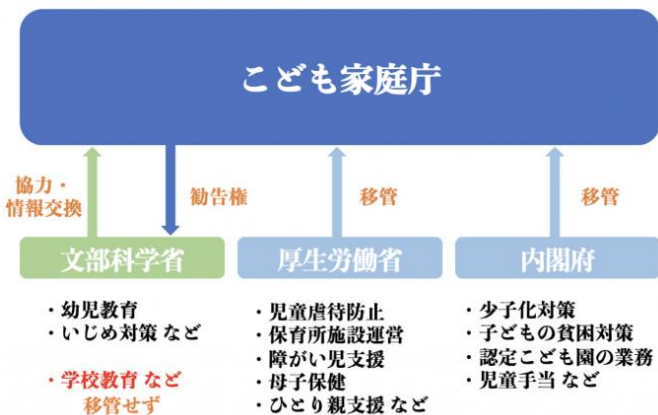 こども家庭庁
協力・
情報交換
勧告権
移管
移管
文部科学省
厚生労働省
内閣府
・幼児教育
・いじめ対策 など
・学校教育 など
移管せず
・児童虐待防止
・保育所施設運営
・障がい児支援
・母子保健
・ひとり親支援 など
・少子化対策
・子どもの貧困対策
・認定こども園の業務
・児童手当 など